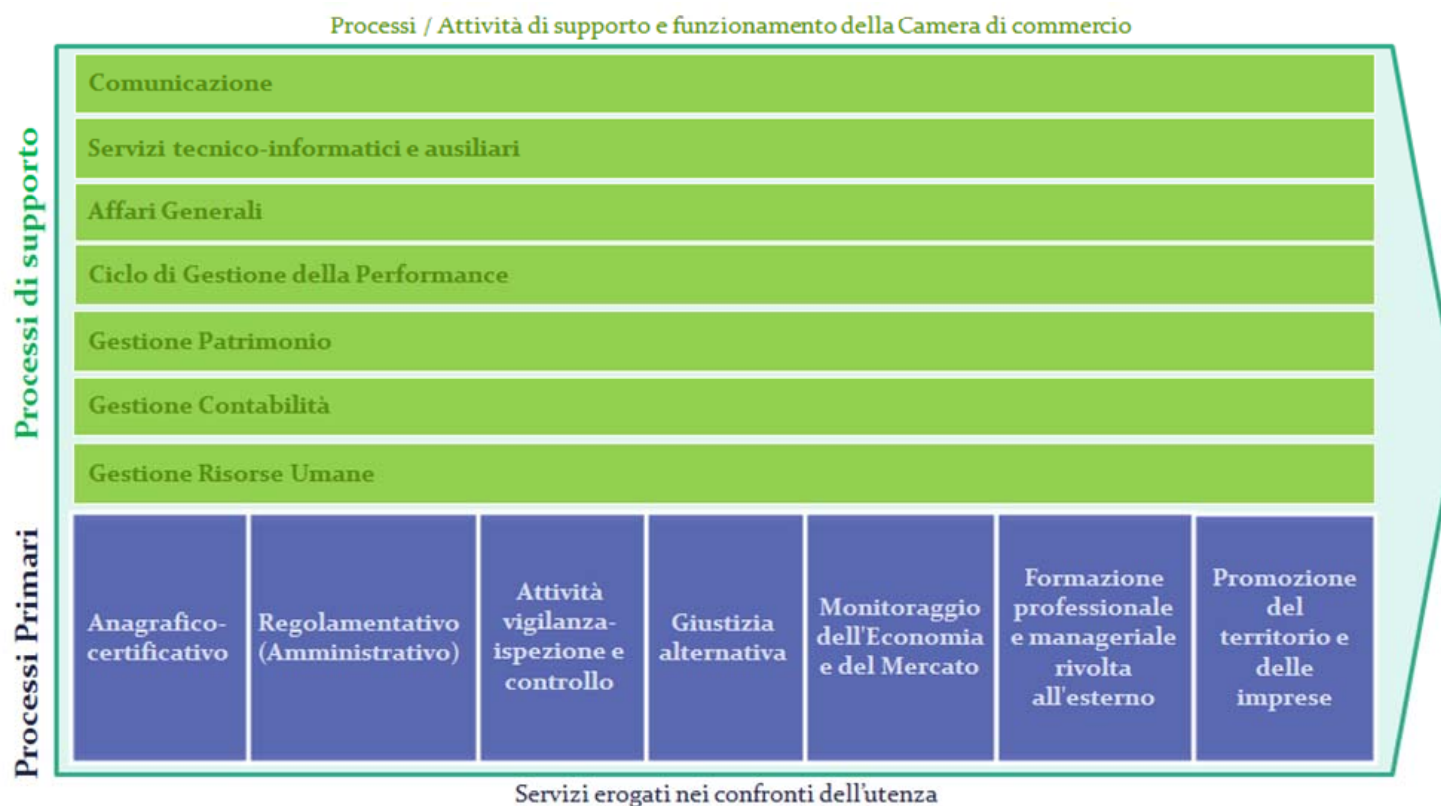 Processi / Attività di supporto e funzionamento della Camera di commercio
Processi di supporto
Comunicazione
Servizi tecnico-informatici e ausiliari
Affari Generali
Ciclo di Gestione della Performance
Gestione Patrimonio
Gestione Contabilità
Gestione Risorse Umane
Processi Primari
Anagrafico-
certificativo
Regolamentativo
(Amministrativo)
Attività
vigilanza-
ispezione e
controllo
Giustizia
alternativa
Monitoraggio
dell'Economia
e del Mercato
Formazione
professionale
e manageriale
rivolta
all'esterno
Promozione
del
territorio e
delle
imprese
Servizi erogati nei confronti dell'utenza